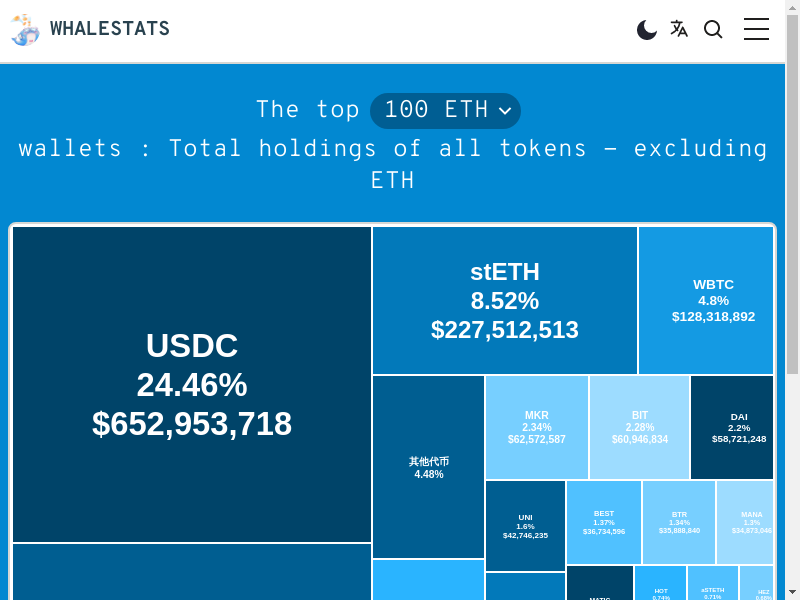 WHALESTATS
The top 100 ETH
wallets : Total holdings of all tokens – excluding
ETH
USDC
24.46%
$652,953,718
stETH
8.52%
$227,512,513
WBTC
4.8%
$128,318,892
其他代币
4.48%
MKR
2.34%
$62,572,587
BIT
2.28%
$60,946,834
DAI
2.2%
$58,721,248
UNI
1.6%
$42,746,235
BEST
1.37%
$36,734,596
BTR
1.34%
$35,888,840
MANA
1.3%
$34,873,046
MATIC
HOT
0.74%
aSTETH
0.71%
HEZ
0.68%